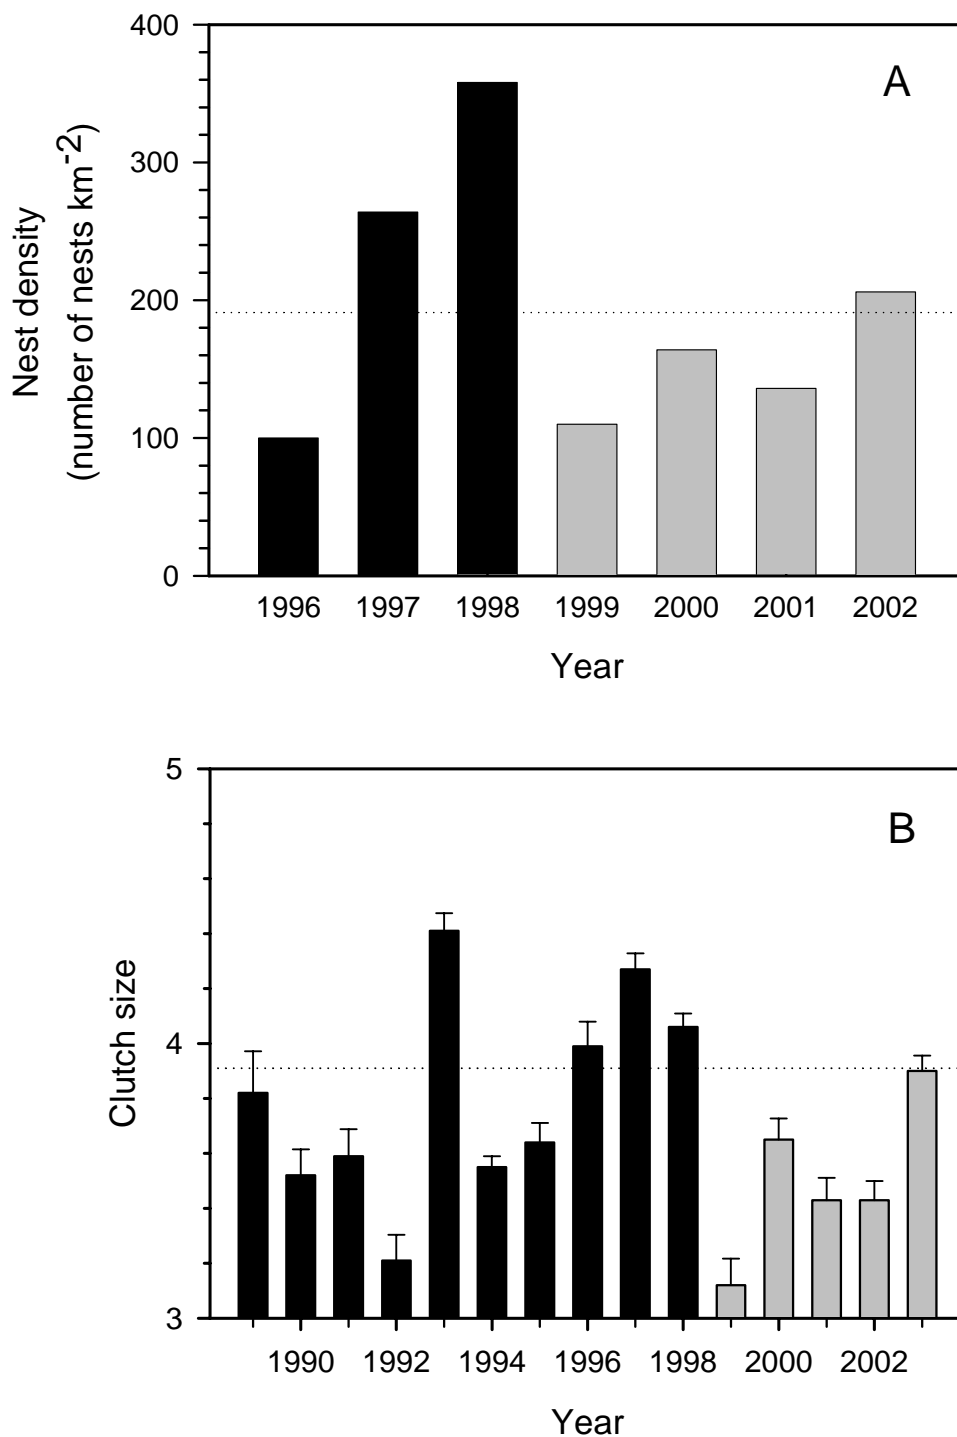 400
A
300
200
100
0
Nest density
(number of nests km-2)
1996 1997 1998 1999 2000 2001 2002
Year
5
B
4
3
Clutch size
1990 1992 1994 1996 1998 2000 2002
Year